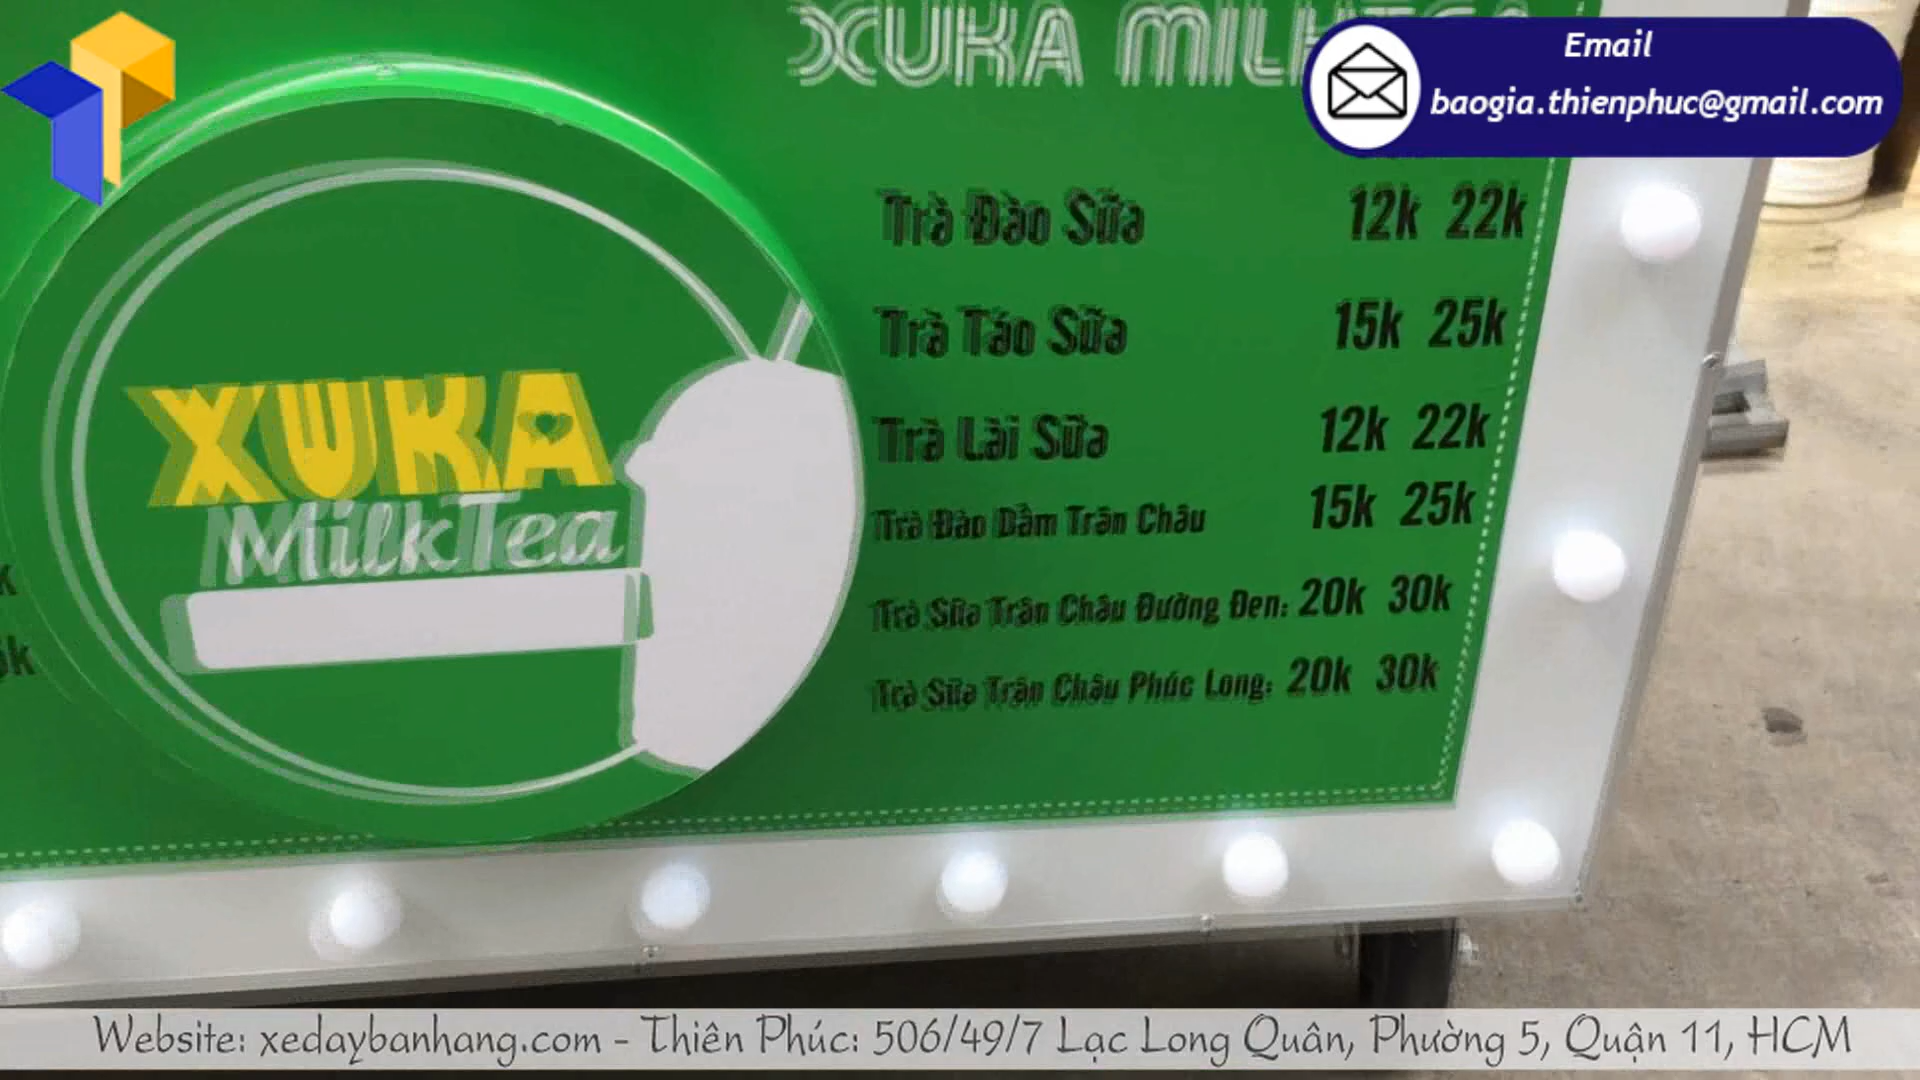 XUKA MILKTEA
Email
baogia.thienphuc@gmail.com
Trà Đào Sữa 12k 22k
Trà Táo Sữa 15k 25k
Trà Lài Sữa 12k 22k
Trà Đào Dầm Trân Châu 15k 25k
Trà Sữa Trân Châu Đường Đen: 20k 30k
Trà Sữa Trân Châu Phúc Long: 20k 30k
XUKA
MilkTea
Website: xedaybanhang.com - Thiên Phúc: 506/49/7 Lạc Long Quân, Phường 5, Quận 11, HCM